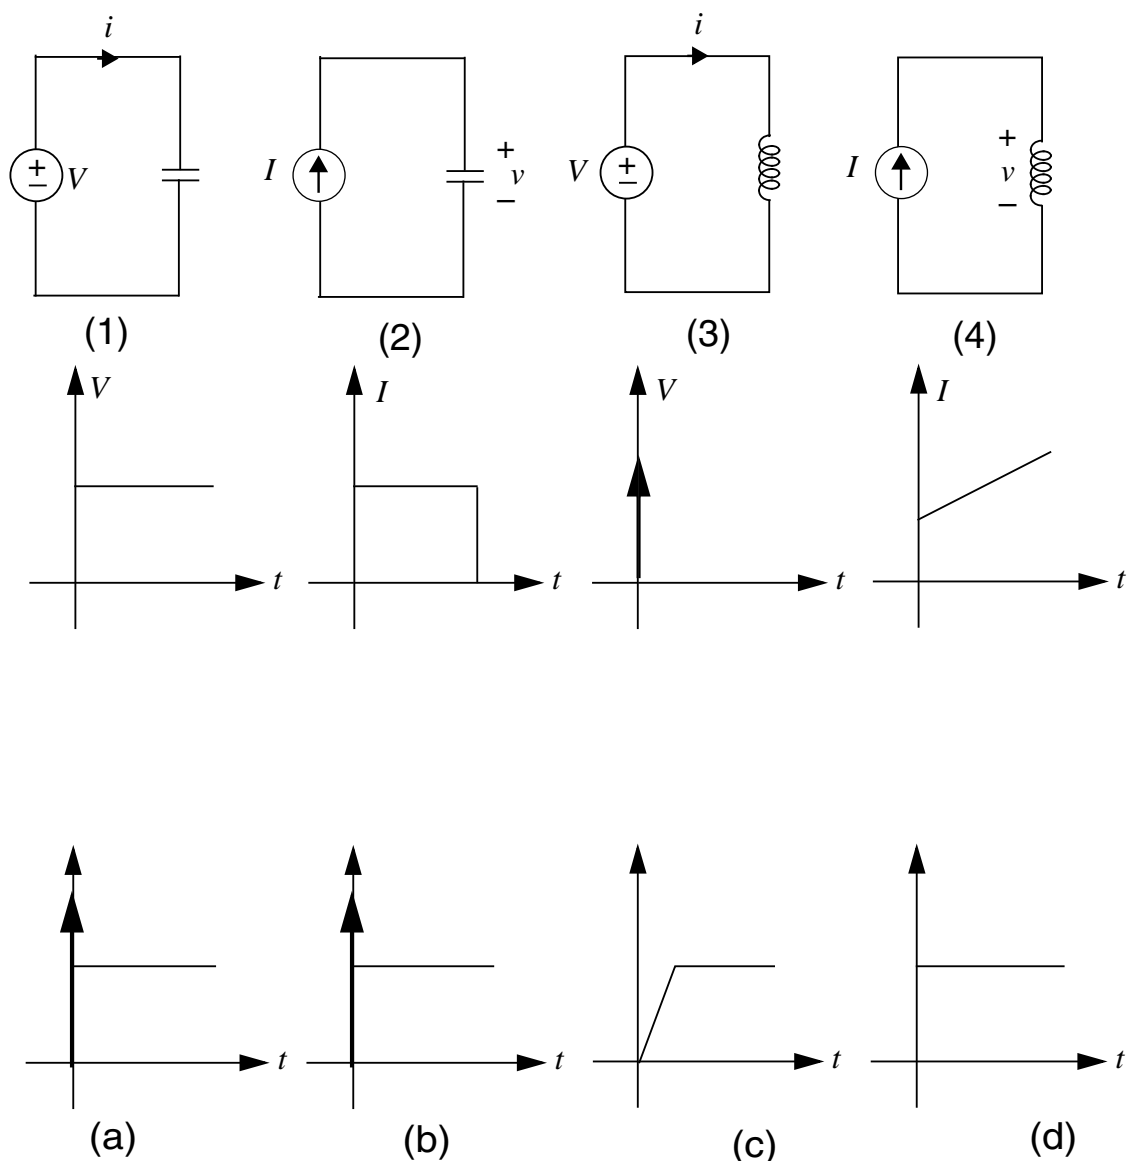 i i
+ − V I + v − V + − I + v −
(1) (2) (3) (4)
V I V I
t t t t
t t t t
(a) (b) (c) (d)